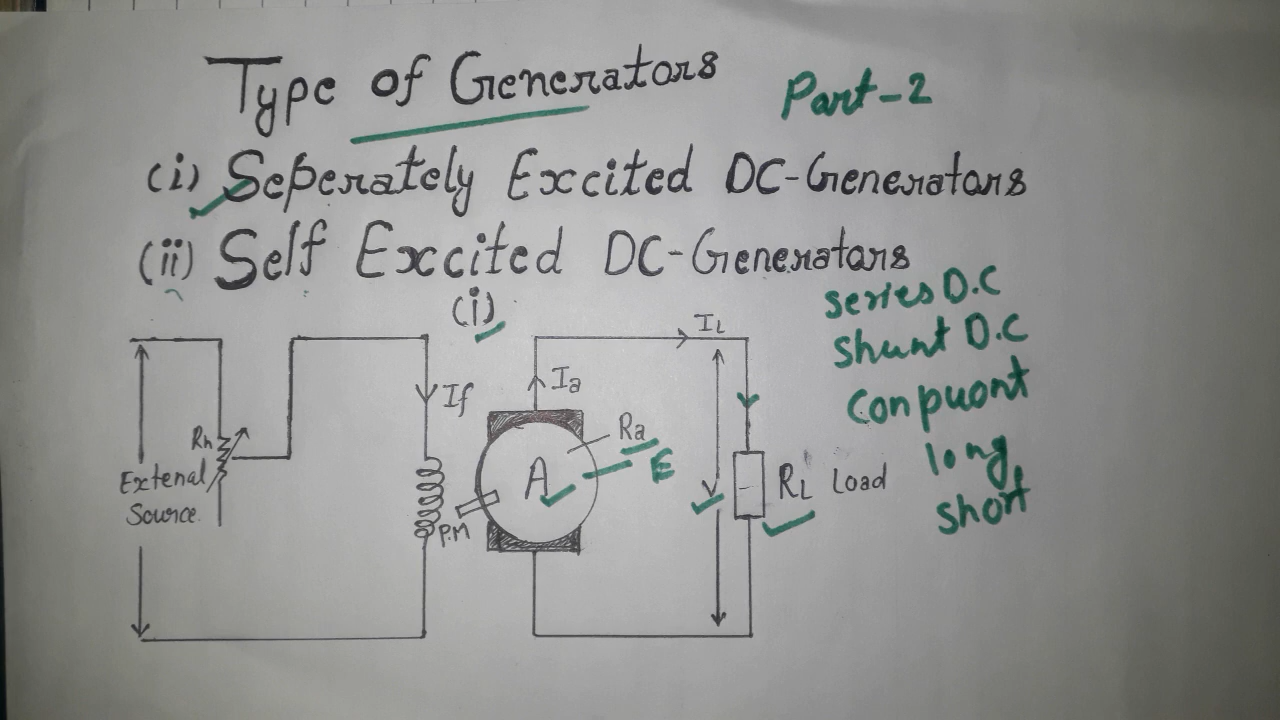 Type of Generators
Part-2
(i) Seperately Excited DC-Generators
(ii) Self Excited DC-Generators
series D.C
shunt D.C
Conpuont
long
short
(i)
IL
If
Ia
Ra
E
A
Rh
Extenal
Source
P.M
RL Load